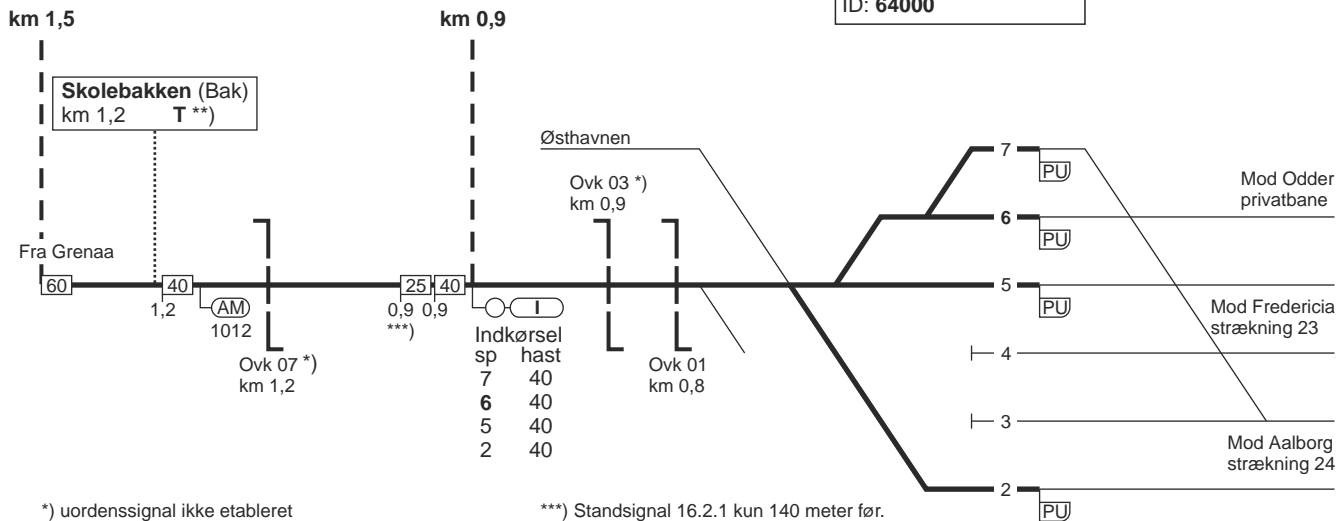 ID: 64000
km 1,5
km 0,9
Skolebakken (Bak)
km 1,2 T **)
Østhavnen
Ovk 03 *)
km 0,9
7
PU
Mod Odder
privatbane
6
PU
Fra Grenaa
60
40
1,2
AM
1012
Ovk 07 *)
km 1,2
25
40
0,9
0,9
***)
I
Indkørsel
sp hast
7 40
6 40
5 40
2 40
Ovk 01
km 0,8
5
PU
Mod Fredericia
strækning 23
4
3
Mod Aalborg
strækning 24
2
PU
*) uordenssignal ikke etableret
***) Standsignal 16.2.1 kun 140 meter før.